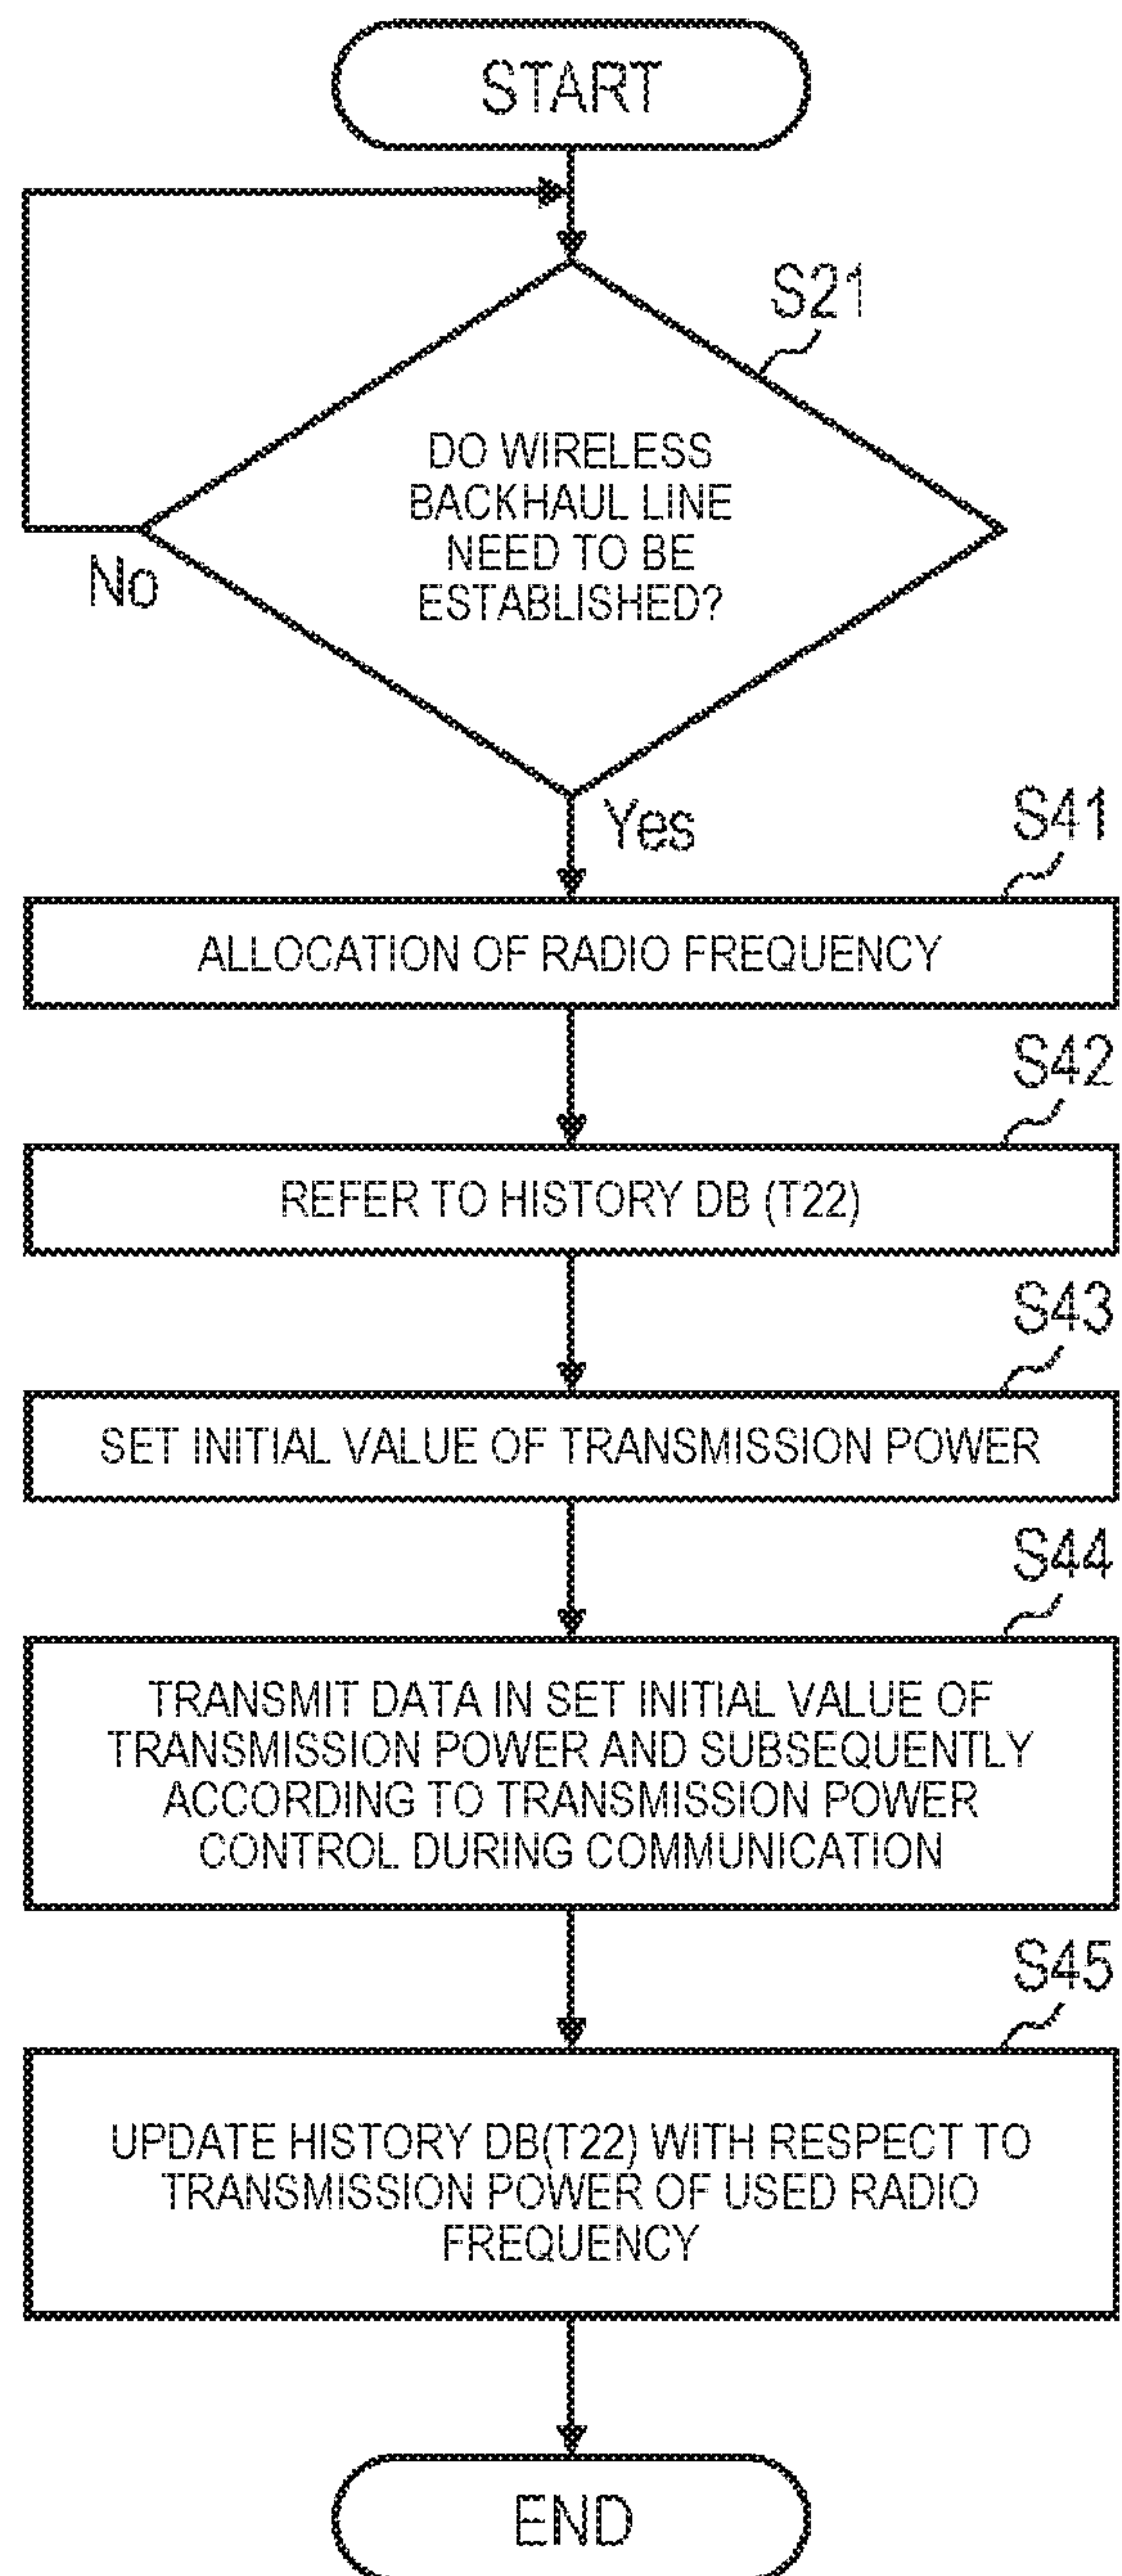 START
S21
DO WIRELESS
BACKHAUL LINE
NEED TO BE
ESTABLISHED?
No
Yes
S41
ALLOCATION OF RADIO FREQUENCY
S42
REFER TO HISTORY DB (T22)
S43
SET INITIAL VALUE OF TRANSMISSION POWER
S44
TRANSMIT DATA IN SET INITIAL VALUE OF
TRANSMISSION POWER AND SUBSEQUENTLY
ACCORDING TO TRANSMISSION POWER
CONTROL DURING COMMUNICATION
S45
UPDATE HISTORY DB(T22) WITH RESPECT TO
TRANSMISSION POWER OF USED RADIO
FREQUENCY
END